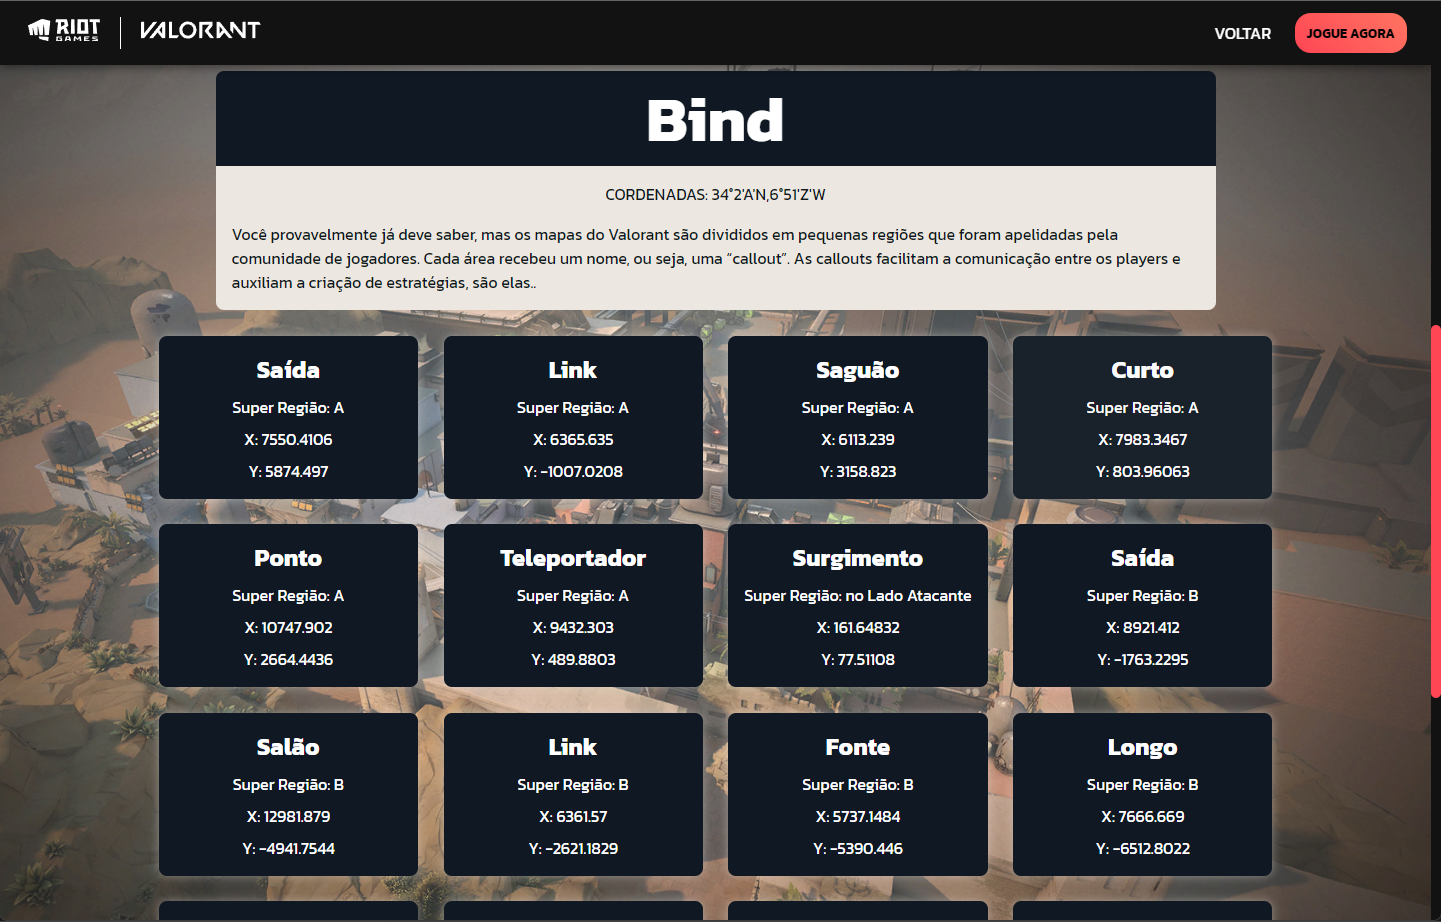 RIOT GAMES
VALORANT
VOLTAR
JOGUE AGORA
Bind
CORDENADAS: 34°2'A'N,6°51'Z'W
Você provavelmente já deve saber, mas os mapas do Valorant são divididos em pequenas regiões que foram apelidadas pela
comunidade de jogadores. Cada área recebeu um nome, ou seja, uma “callout”. As callouts facilitam a comunicação entre os players e
auxiliam a criação de estratégias, são elas..
Saída
Super Região: A
X: 7550.4106
Y: 5874.497
Link
Super Região: A
X: 6365.635
Y: -1007.0208
Saguão
Super Região: A
X: 6113.239
Y: 3158.823
Curto
Super Região: A
X: 7983.3467
Y: 803.96063
Ponto
Super Região: A
X: 10747.902
Y: 2664.4436
Teleportador
Super Região: A
X: 9432.303
Y: 489.8803
Surgimento
Super Região: no Lado Atacante
X: 161.64832
Y: 77.51108
Saída
Super Região: B
X: 8921.412
Y: -1763.2295
Salão
Super Região: B
X: 12981.879
Y: -4941.7544
Link
Super Região: B
X: 6361.57
Y: -2621.1829
Fonte
Super Região: B
X: 5737.1484
Y: -5390.446
Longo
Super Região: B
X: 7666.669
Y: -6512.8022